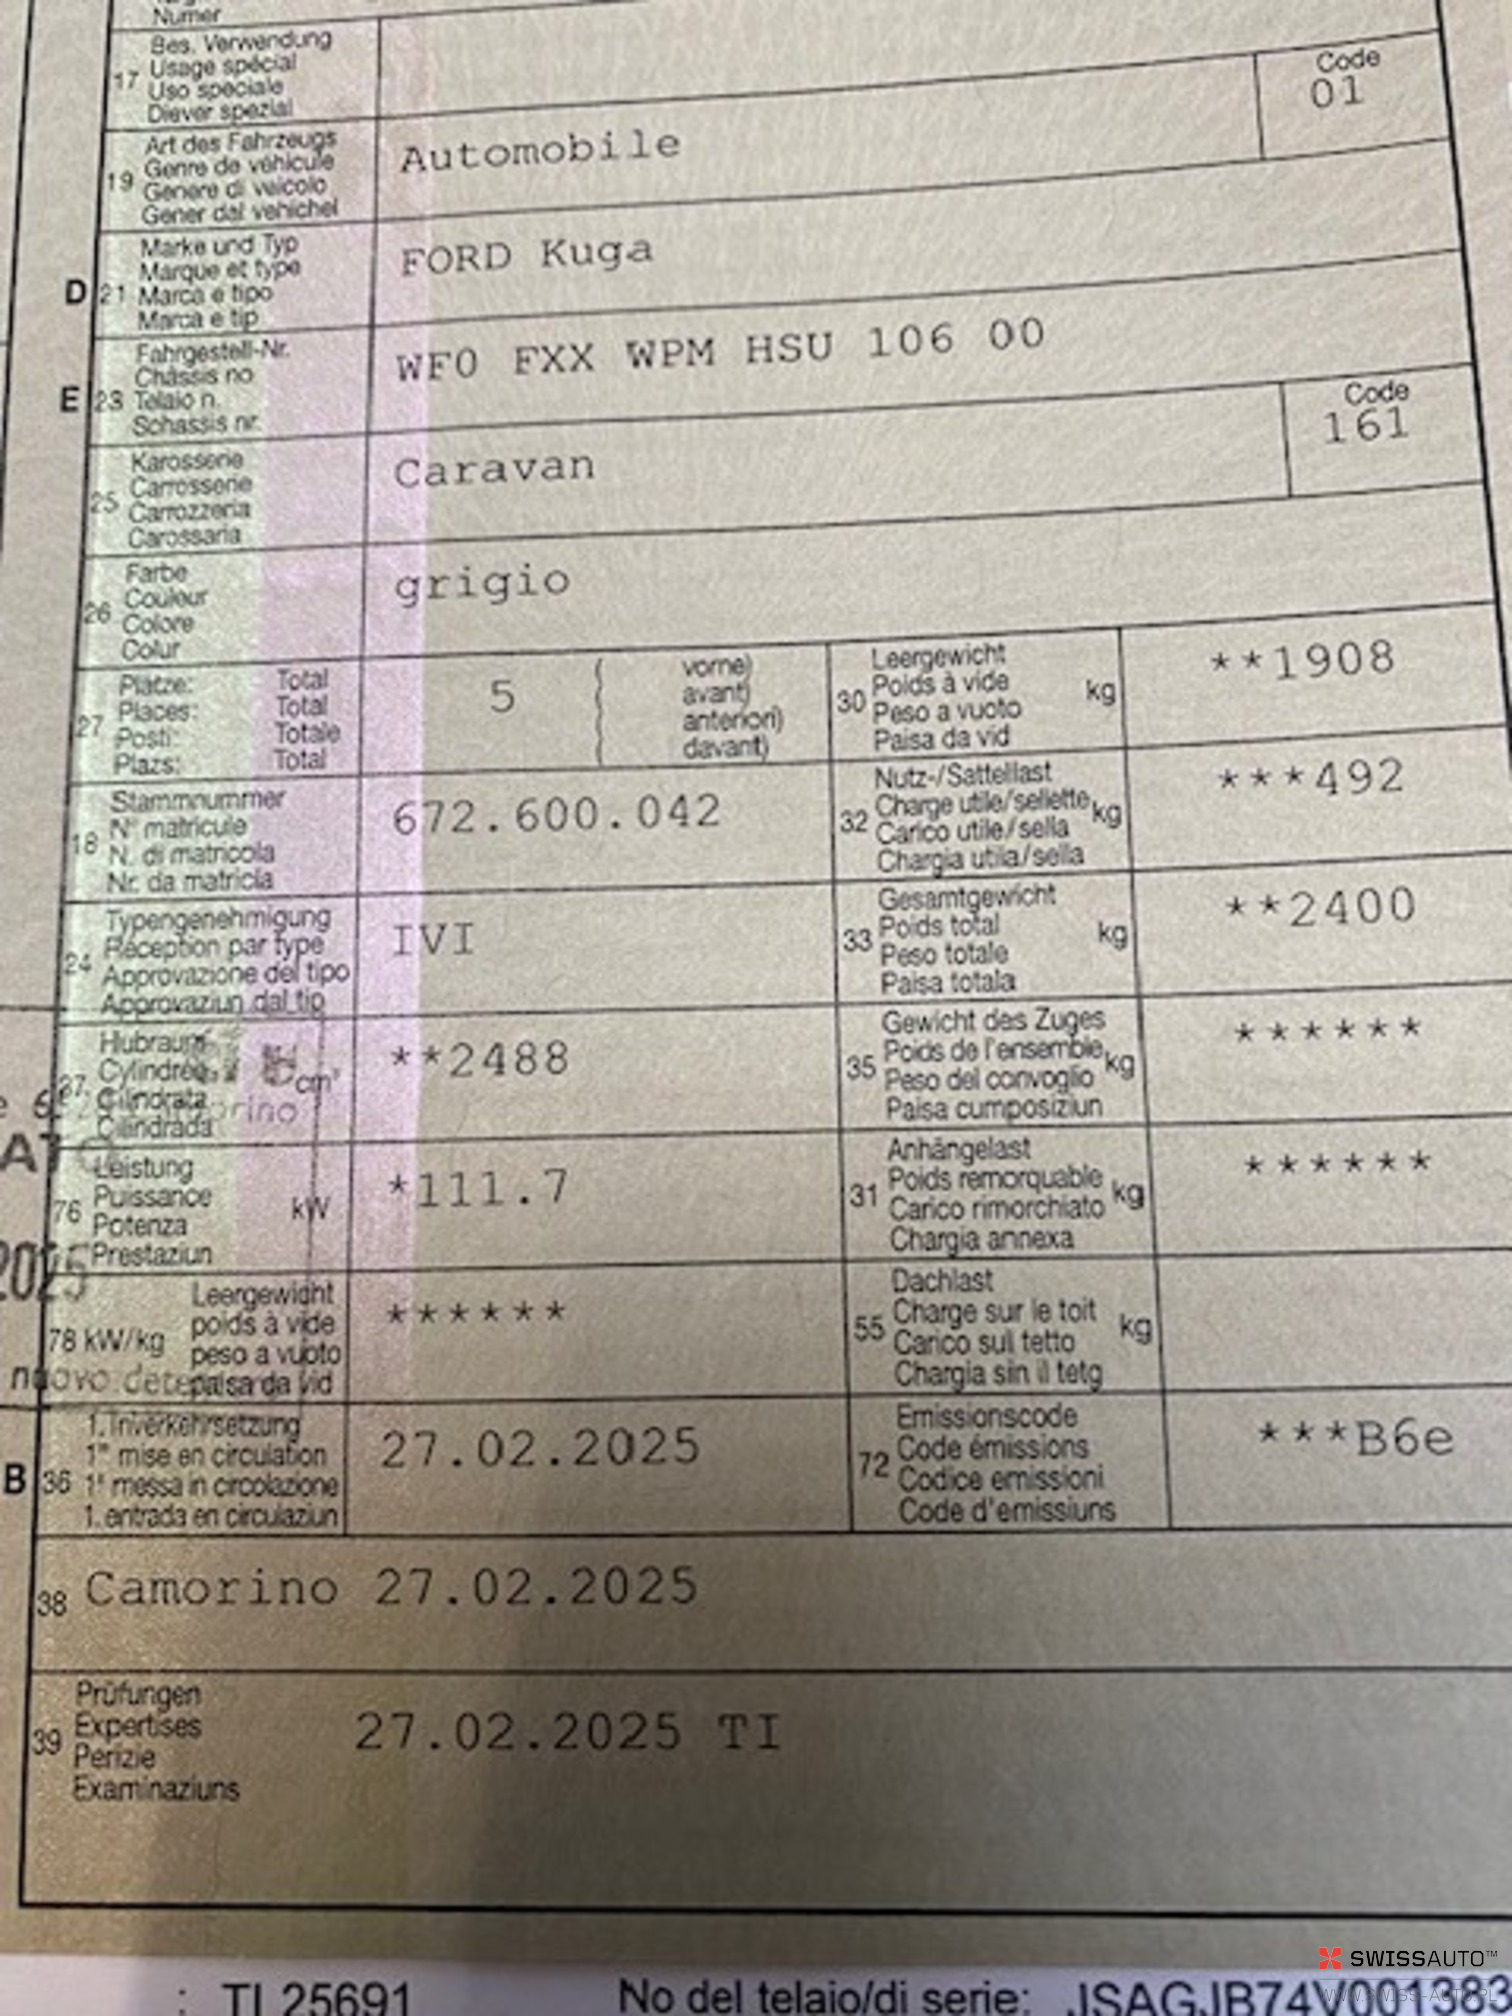 Numer
17 Bes. Verwendung
Usage spécial
Uso speciale
Diever spezial
Code
01
19 Art des Fahrzeugs
Genre de véhicule
Genere di veicolo
Gener dal vehichel
Automobile
D 21 Marke und Typ
Marque et type
Marca e tipo
Marca e tip
FORD Kuga
E 23 Fahrgestell-Nr.
Châssis no
Telaio n.
Schassis nr.
WF0 FXX WPM HSU 106 00
Code
161
25 Karosserie
Carrosserie
Carrozzeria
Carossaria
Caravan
26 Farbe
Couleur
Colore
Colur
grigio
27 Plätze: Total
Places: Total
Posti: Totale
Plazs: Total
5
vorne)
avant)
anteriori)
davant)
30 Leergewicht
Poids à vide
Peso a vuoto
Paisa da vid
kg
**1908
18 Stammnummer
N° matricule
N. di matricola
Nr. da matricla
672.600.042
32 Nutz-/Sattellast
Charge utile/sellette
Carico utile/sella
Chargia utila/sella
kg
***492
24 Typengenehmigung
Réception par type
Approvazione del tipo
Approvaziun dal tip
IVI
33 Gesamtgewicht
Poids total
Peso totale
Paisa totala
kg
**2400
37 Hubraum
Cylindrée
Cilindrata
Cilindrada
cm³
**2488
35 Gewicht des Zuges
Poids de l'ensemble
Peso del convoglio
Paisa cumposiziun
kg
******
76 Leistung
Puissance
Potenza
Prestaziun
kW
*111.7
31 Anhängelast
Poids remorquable
Carico rimorchiato
Chargia annexa
kg
******
2025
78 kW/kg
Leergewicht
poids à vide
peso a vuoto
paisa da vid
******
nuovo
55 Dachlast
Charge sur le toit
Carico sul tetto
Chargia sin il tetg
kg
B 36 1. Inverkehrsetzung
1re mise en circulation
1a messa in circolazione
1. entrada en circulaziun
27.02.2025
72 Emissionscode
Code émissions
Codice emissioni
Code d'emissiuns
***B6e
38 Camorino 27.02.2025
39 Prüfungen
Expertises
Perizie
Examinaziuns
27.02.2025 TI
SWISSAUTO™
WWW.SWISS-AUTO.PL
: TI 25691 No del telaio/di serie: